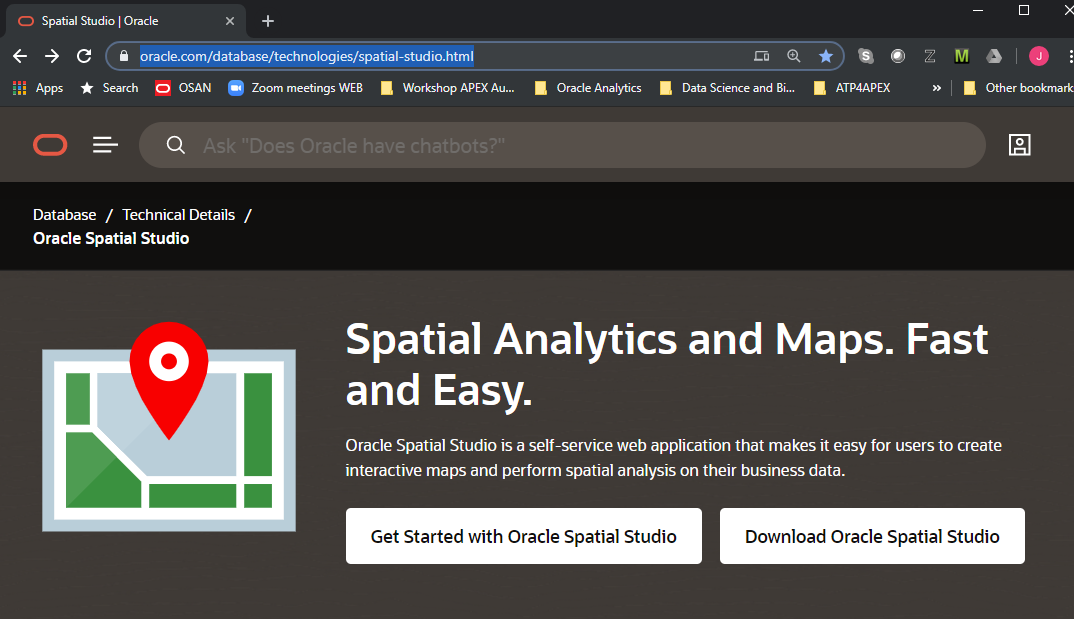 Spatial Studio | Oracle
oracle.com/database/technologies/spatial-studio.html
J
Apps Search OSAN Zoom meetings WEB Workshop APEX Au... Oracle Analytics Data Science and Bi... ATP4APEX » Other bookmark
Ask "Does Oracle have chatbots?"
Database / Technical Details /
Oracle Spatial Studio
Spatial Analytics and Maps. Fast
and Easy.
Oracle Spatial Studio is a self-service web application that makes it easy for users to create
interactive maps and perform spatial analysis on their business data.
Get Started with Oracle Spatial Studio
Download Oracle Spatial Studio